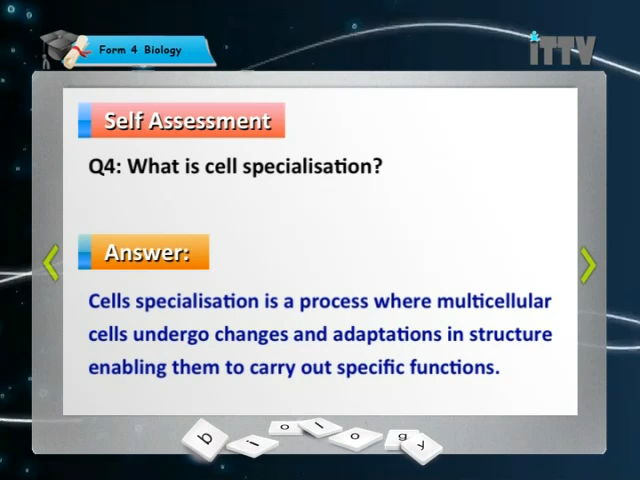 Form 4 Biology
iTTV
Self Assessment
Q4: What is cell specialisation?
Answer:
Cells specialisation is a process where multicellular
cells undergo changes and adaptations in structure
enabling them to carry out specific functions.
b i o l o g y